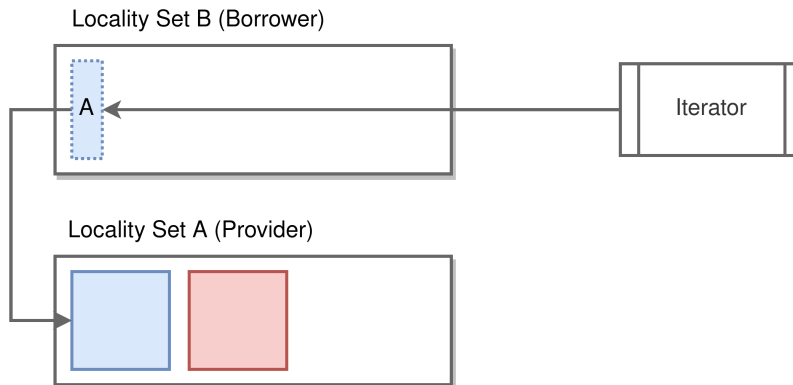 Locality Set B (Borrower)
A
Iterator
Locality Set A (Provider)